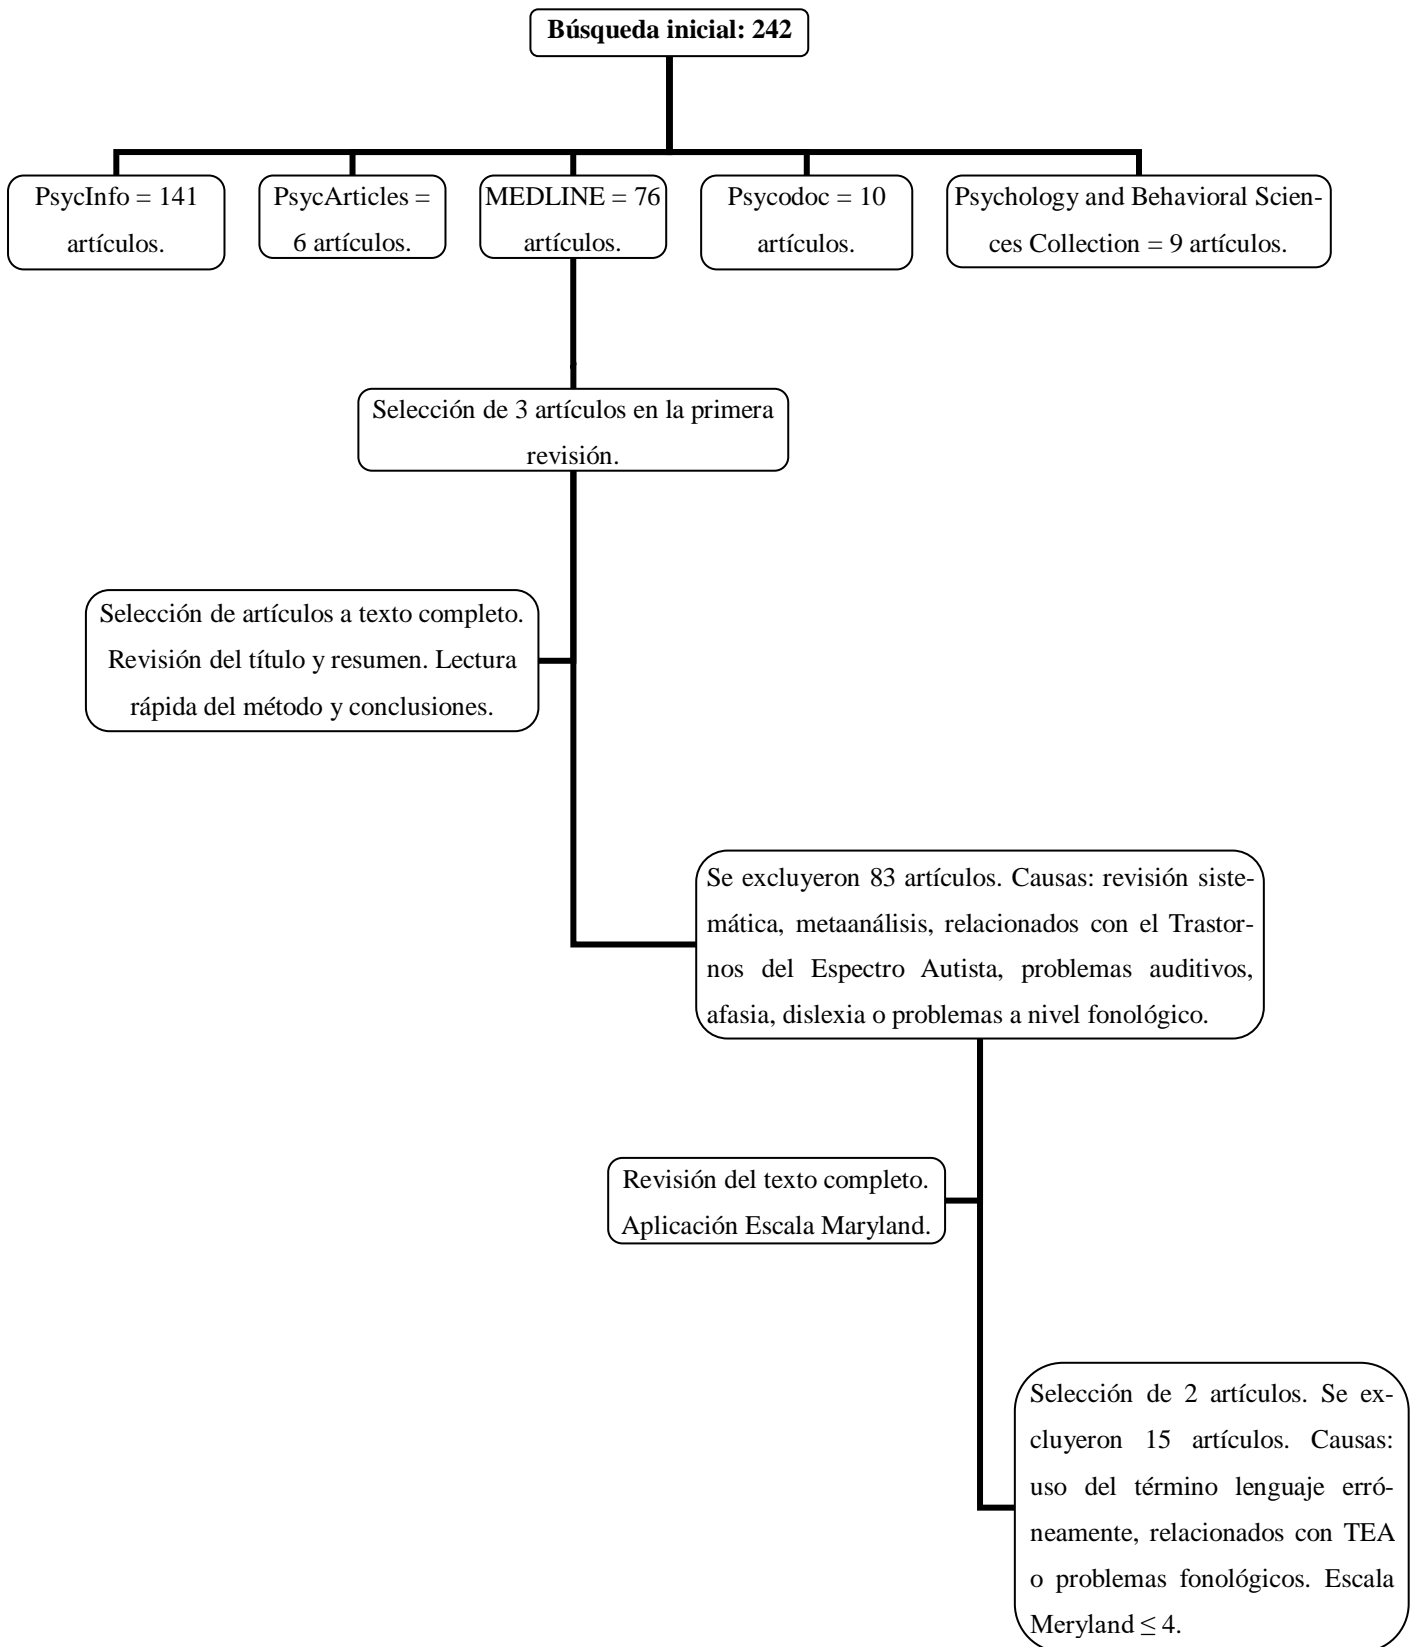 Búsqueda inicial: 242
PsycInfo = 141
artículos.
PsycArticles =
6 artículos.
MEDLINE = 76
artículos.
Psycodoc = 10
artículos.
Psychology and Behavioral Scien-
ces Collection = 9 artículos.
Selección de 3 artículos en la primera
revisión.
Selección de artículos a texto completo.
Revisión del título y resumen. Lectura
rápida del método y conclusiones.
Se excluyeron 83 artículos. Causas: revisión siste-
mática, metaanálisis, relacionados con el Trastor-
nos del Espectro Autista, problemas auditivos,
afasia, dislexia o problemas a nivel fonológico.
Revisión del texto completo.
Aplicación Escala Maryland.
Selección de 2 artículos. Se ex-
cluyeron 15 artículos. Causas:
uso del término lenguaje erró-
neamente, relacionados con TEA
o problemas fonológicos. Escala
Meryland ≤ 4.